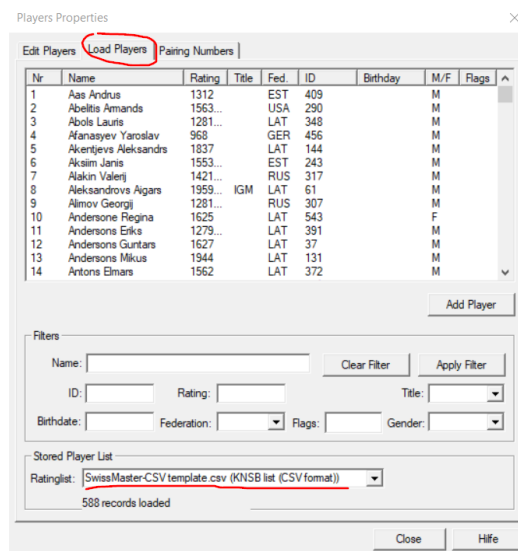 Players Properties
Edit Players Load Players Pairing Numbers
Nr Name Rating Title Fed. ID Birthday M/F Flags
1 Aas Andrus 1312 EST 409 M
2 Abelitis Armands 1563... USA 290 M
3 Abols Lauris 1281... LAT 348 M
4 Afanasyev Yaroslav 968 GER 456 M
5 Akentjevs Aleksandrs 1837 LAT 144 M
6 Aksiim Janis 1553... EST 243 M
7 Alakin Valerij 1421... RUS 317 M
8 Aleksandrovs Aigars 1959... IGM LAT 61 M
9 Alimov Georgij 1281... RUS 307 M
10 Andersone Regina 1625 LAT 543 F
11 Andersons Eriks 1279... LAT 391 M
12 Andersons Guntars 1627 LAT 37 M
13 Andersons Mikus 1944 LAT 131 M
14 Antons Elmars 1562 LAT 372 M
Add Player
Filters
Name: Clear Filter Apply Filter
ID: Rating: Title:
Birthdate: Federation: Flags: Gender:
Stored Player List
Ratinglist: SwissMaster-CSV template.csv (KNSB list (CSV format))
588 records loaded
Close Hilfe